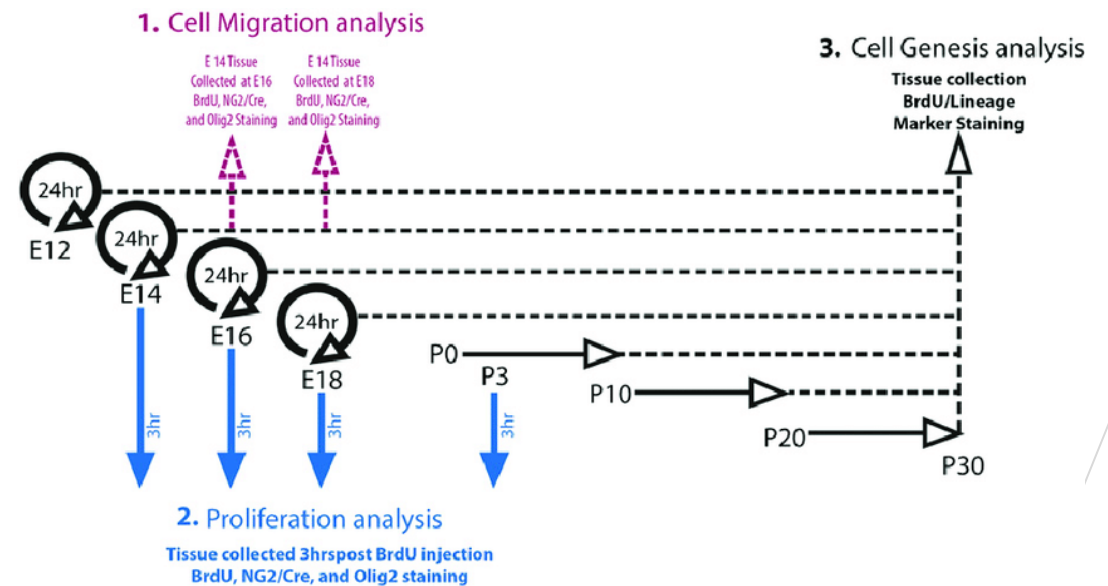 1. Cell Migration analysis
E 14 Tissue
Collected at E16
BrdU, NG2/Cre,
and Olig2 Staining
E 14 Tissue
Collected at E18
BrdU, NG2/Cre,
and Olig2 Staining
3. Cell Genesis analysis
Tissue collection
BrdU/Lineage
Marker Staining
24hr
E12
24hr
E14
24hr
E16
24hr
E18
P0
P3
P10
P20
P30
3hr
3hr
3hr
3hr
2. Proliferation analysis
Tissue collected 3hrspost BrdU injection
BrdU, NG2/Cre, and Olig2 staining